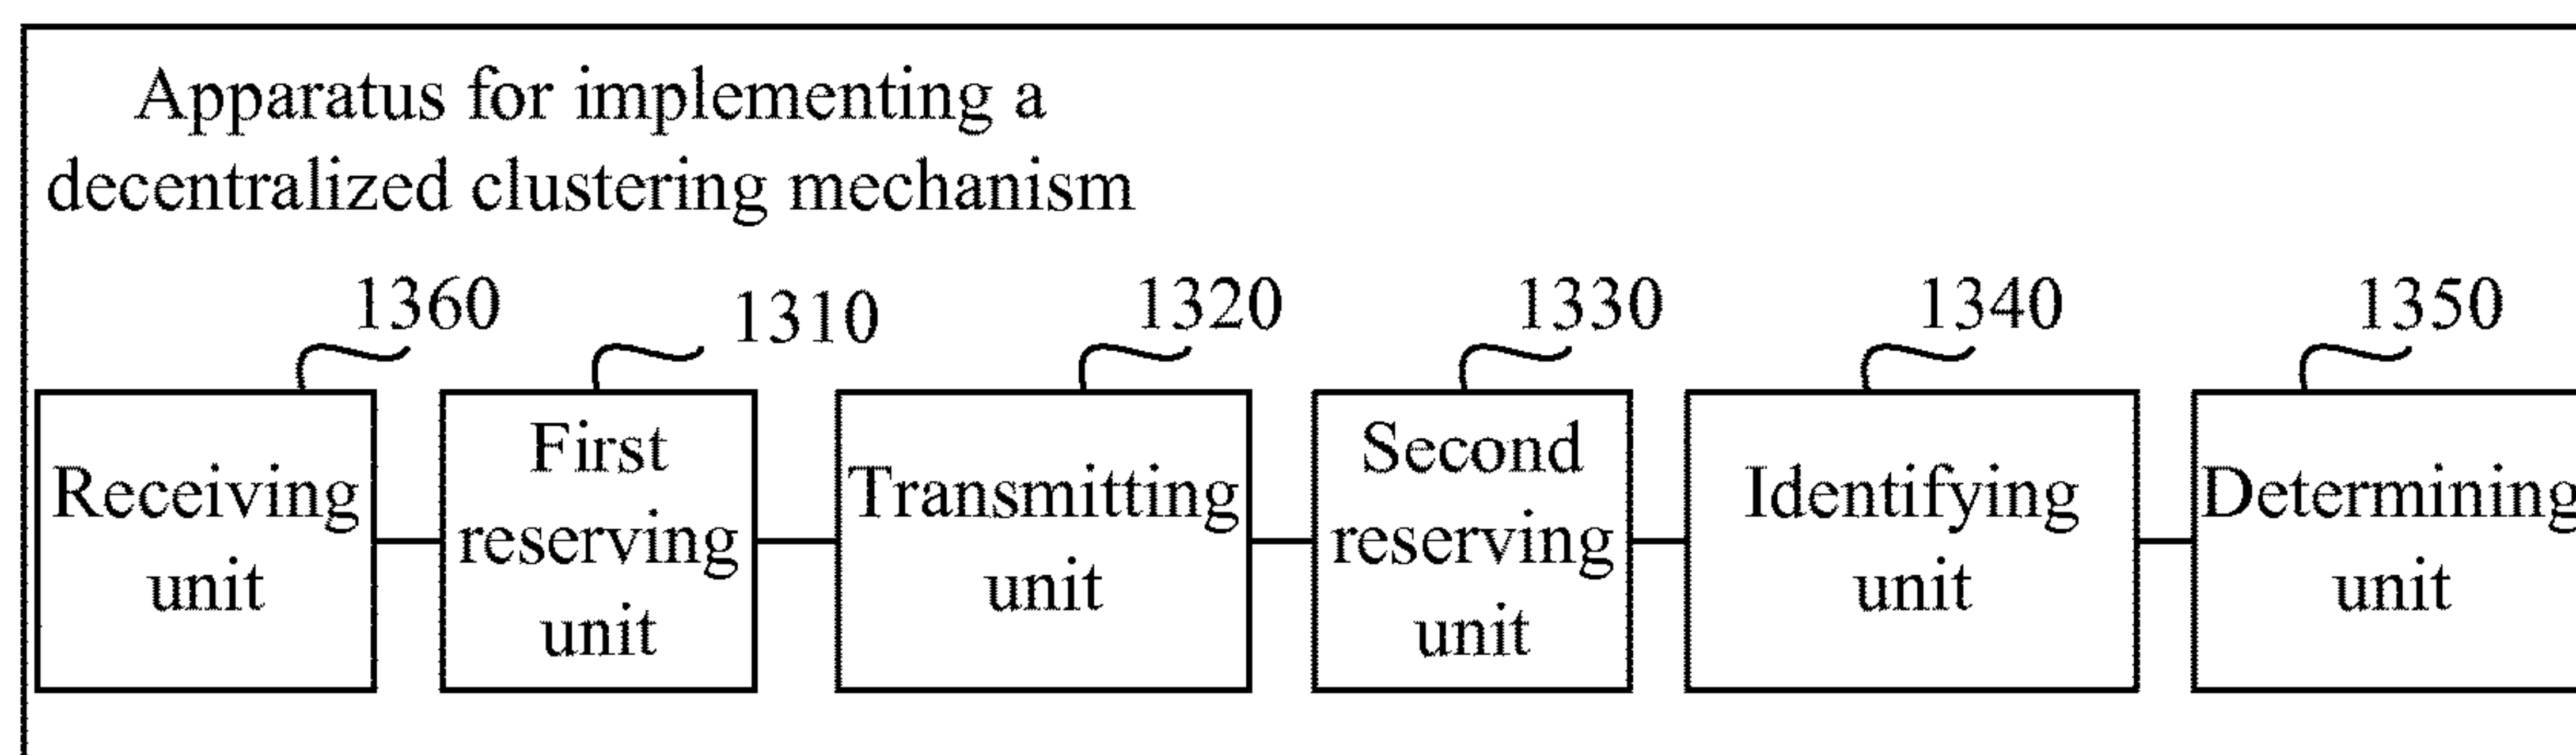 Apparatus for implementing a
decentralized clustering mechanism
1360
1310
1320
1330
1340
1350
Receiving
unit
First
reserving
unit
Transmitting
unit
Second
reserving
unit
Identifying
unit
Determining
unit